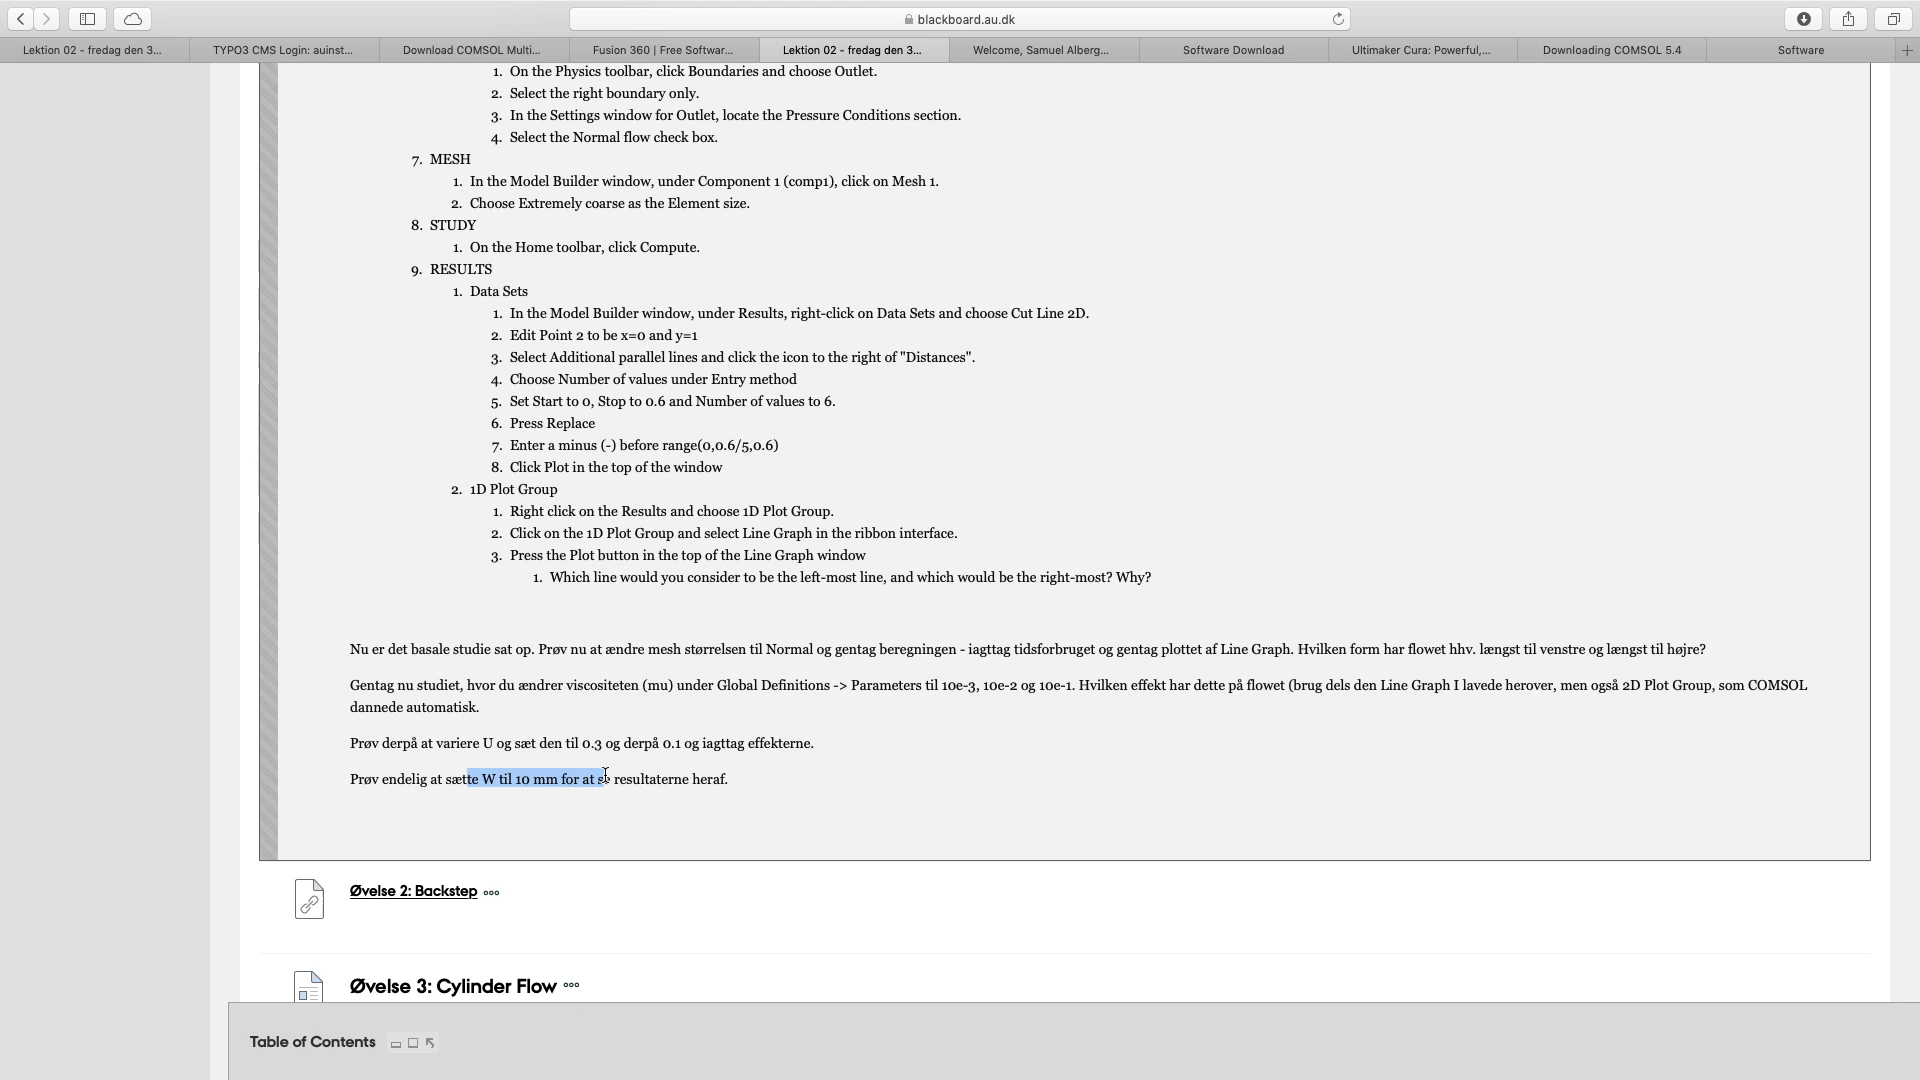 blackboard.au.dk
Lektion 02 - fredag den 3...
TYPO3 CMS Login: auinst...
Download COMSOL Multi...
Fusion 360 | Free Softwar...
Lektion 02 - fredag den 3...
Welcome, Samuel Alberg...
Software Download
Ultimaker Cura: Powerful,...
Downloading COMSOL 5.4
Software
1. On the Physics toolbar, click Boundaries and choose Outlet.
2. Select the right boundary only.
3. In the Settings window for Outlet, locate the Pressure Conditions section.
4. Select the Normal flow check box.
7. MESH
1. In the Model Builder window, under Component 1 (comp1), click on Mesh 1.
2. Choose Extremely coarse as the Element size.
8. STUDY
1. On the Home toolbar, click Compute.
9. RESULTS
1. Data Sets
1. In the Model Builder window, under Results, right-click on Data Sets and choose Cut Line 2D.
2. Edit Point 2 to be x=0 and y=1
3. Select Additional parallel lines and click the icon to the right of "Distances".
4. Choose Number of values under Entry method
5. Set Start to 0, Stop to 0.6 and Number of values to 6.
6. Press Replace
7. Enter a minus (-) before range(0,0.6/5,0.6)
8. Click Plot in the top of the window
2. 1D Plot Group
1. Right click on the Results and choose 1D Plot Group.
2. Click on the 1D Plot Group and select Line Graph in the ribbon interface.
3. Press the Plot button in the top of the Line Graph window
1. Which line would you consider to be the left-most line, and which would be the right-most? Why?
Nu er det basale studie sat op. Prøv nu at ændre mesh størrelsen til Normal og gentag beregningen - iagttag tidsforbruget og gentag plottet af Line Graph. Hvilken form har flowet hhv. længst til venstre og længst til højre?
Gentag nu studiet, hvor du ændrer viscositeten (mu) under Global Definitions -> Parameters til 10e-3, 10e-2 og 10e-1. Hvilken effekt har dette på flowet (brug dels den Line Graph I lavede herover, men også 2D Plot Group, som COMSOL
dannede automatisk.
Prøv derpå at variere U og sæt den til 0.3 og derpå 0.1 og iagttag effekterne.
Prøv endelig at sætte W til 10 mm for at se resultaterne heraf.
Øvelse 2: Backstep
Øvelse 3: Cylinder Flow
Table of Contents